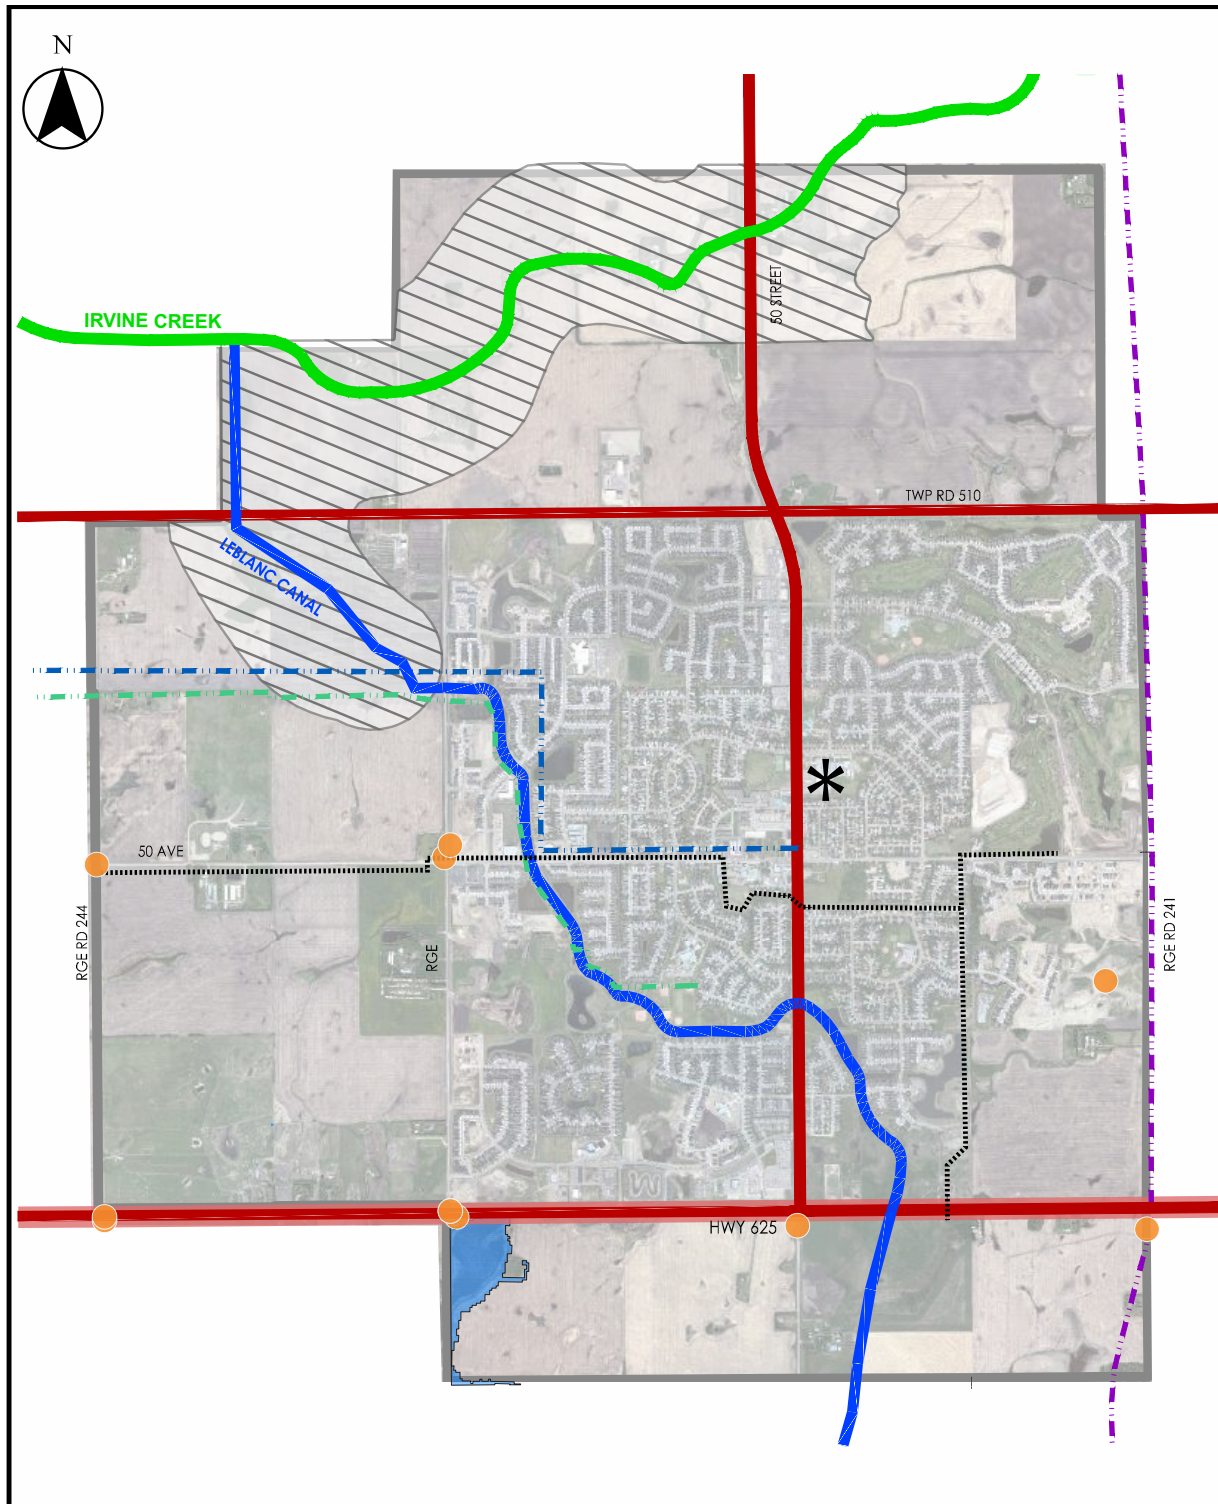 N
50 STREET
IRVINE CREEK
TWP RD 510
LEBLANC CANAL
*
50 AVE
RGE RD 244
RGE
RGE RD 241
HWY 625